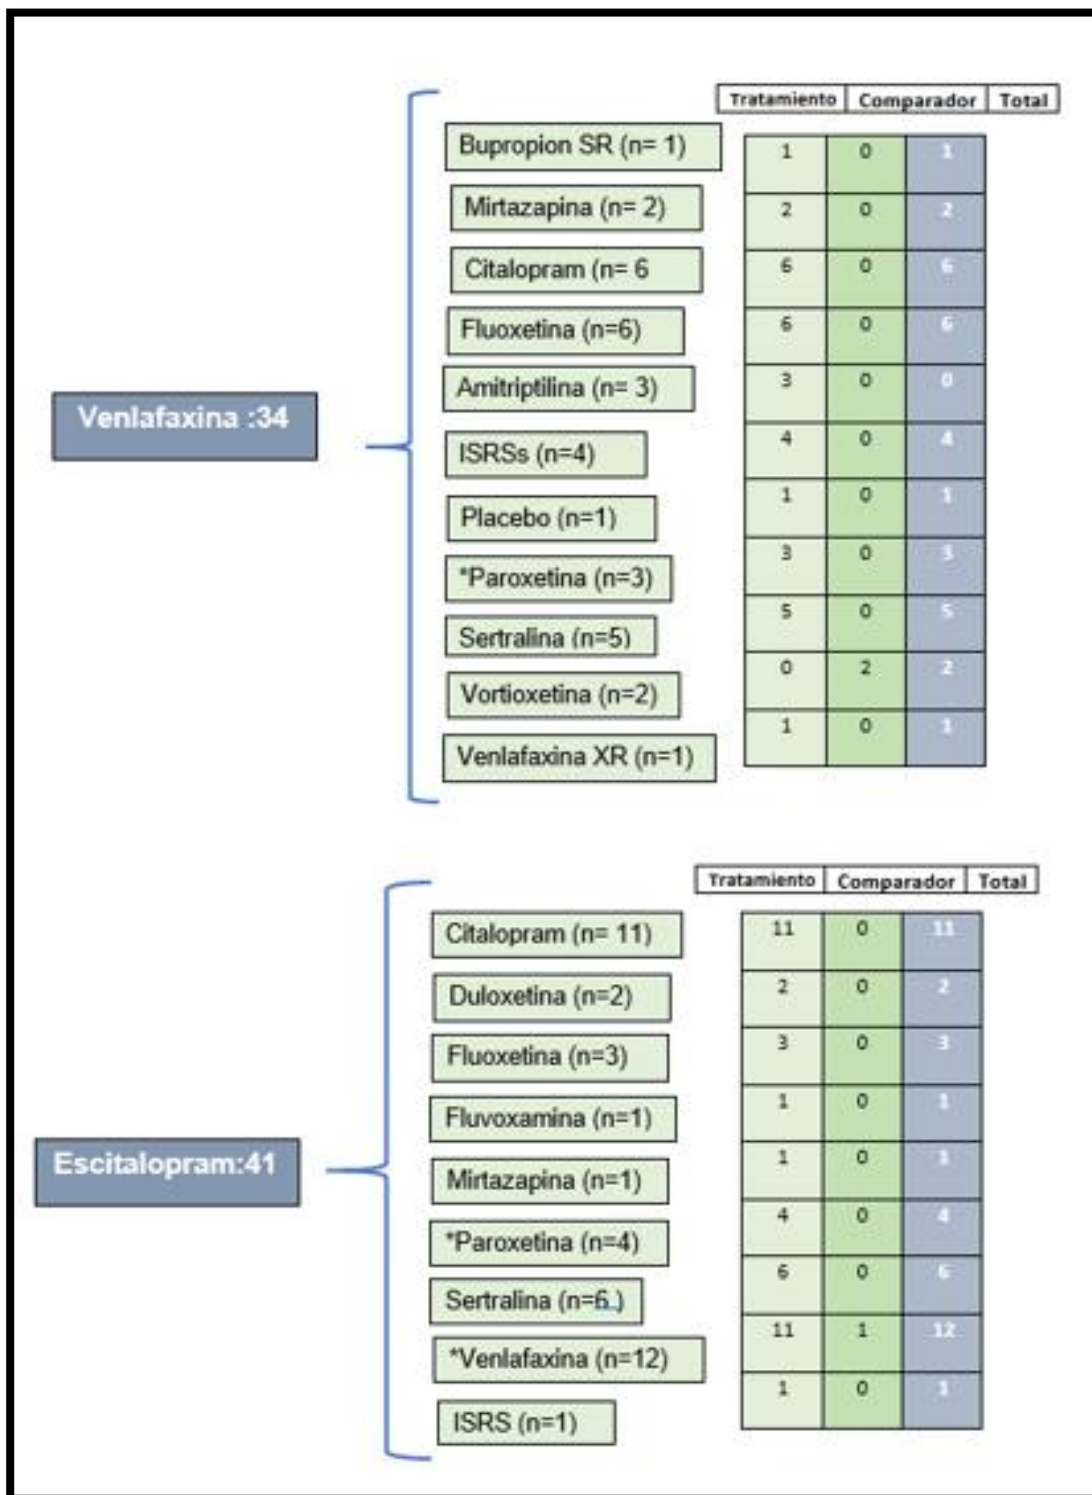 Tratamiento Comparador Total
Bupropion SR (n= 1) 1 0 1
Mirtazapina (n= 2) 2 0 2
Citalopram (n= 6 6 0 6
Fluoxetina (n=6) 6 0 6
Amitriptilina (n= 3) 3 0 0
Venlafaxina :34
ISRSs (n=4) 4 0 4
Placebo (n=1) 1 0 1
*Paroxetina (n=3) 3 0 3
Sertralina (n=5) 5 0 5
Vortioxetina (n=2) 0 2 2
Venlafaxina XR (n=1) 1 0 1
Tratamiento Comparador Total
Citalopram (n= 11) 11 0 11
Duloxetina (n=2) 2 0 2
Fluoxetina (n=3) 3 0 3
Fluvoxamina (n=1) 1 0 1
Escitalopram:41
Mirtazapina (n=1) 1 0 1
*Paroxetina (n=4) 4 0 4
Sertralina (n=6 ) 6 0 6
*Venlafaxina (n=12) 11 1 12
ISRS (n=1) 1 0 1